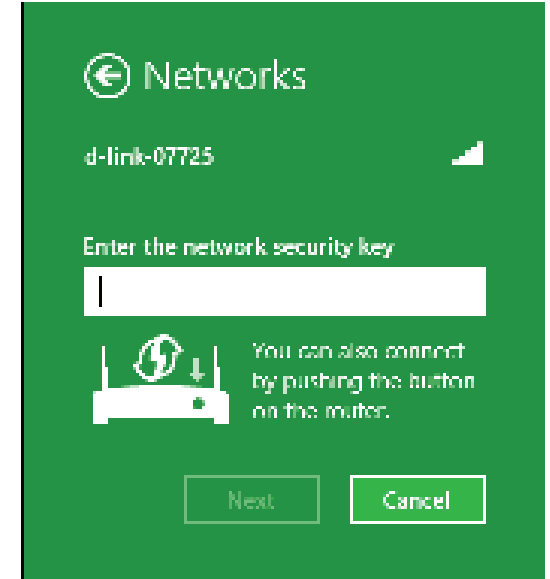 Networks
d-link-07725
Enter the network security key
You can also connect
by pushing the button
on the router.
Next
Cancel